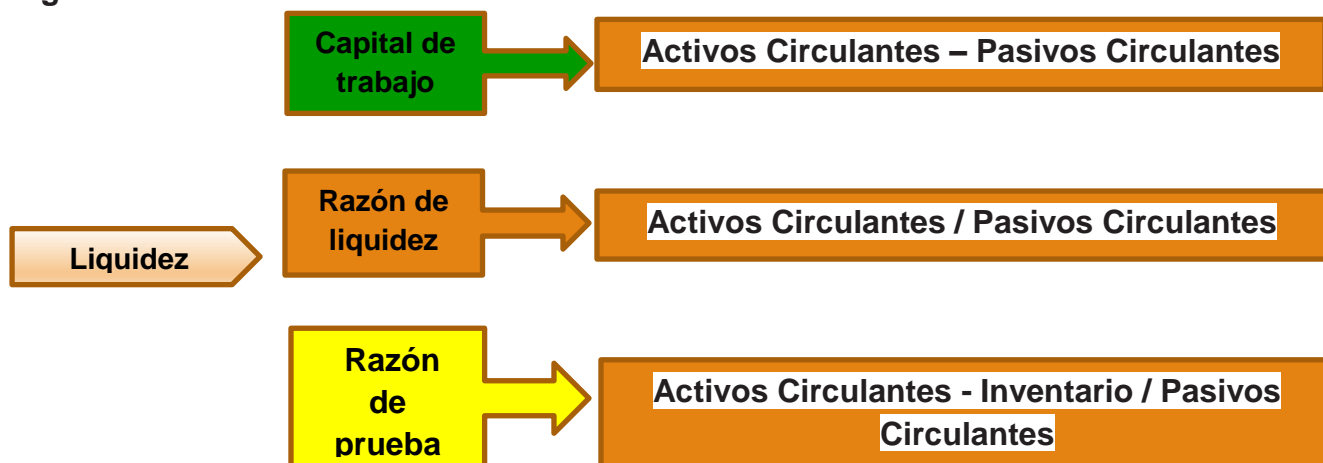 Capital de
trabajo
Activos Circulantes – Pasivos Circulantes
Liquidez
Razón de
liquidez
Activos Circulantes / Pasivos Circulantes
Razón
de
prueba
Activos Circulantes - Inventario / Pasivos
Circulantes